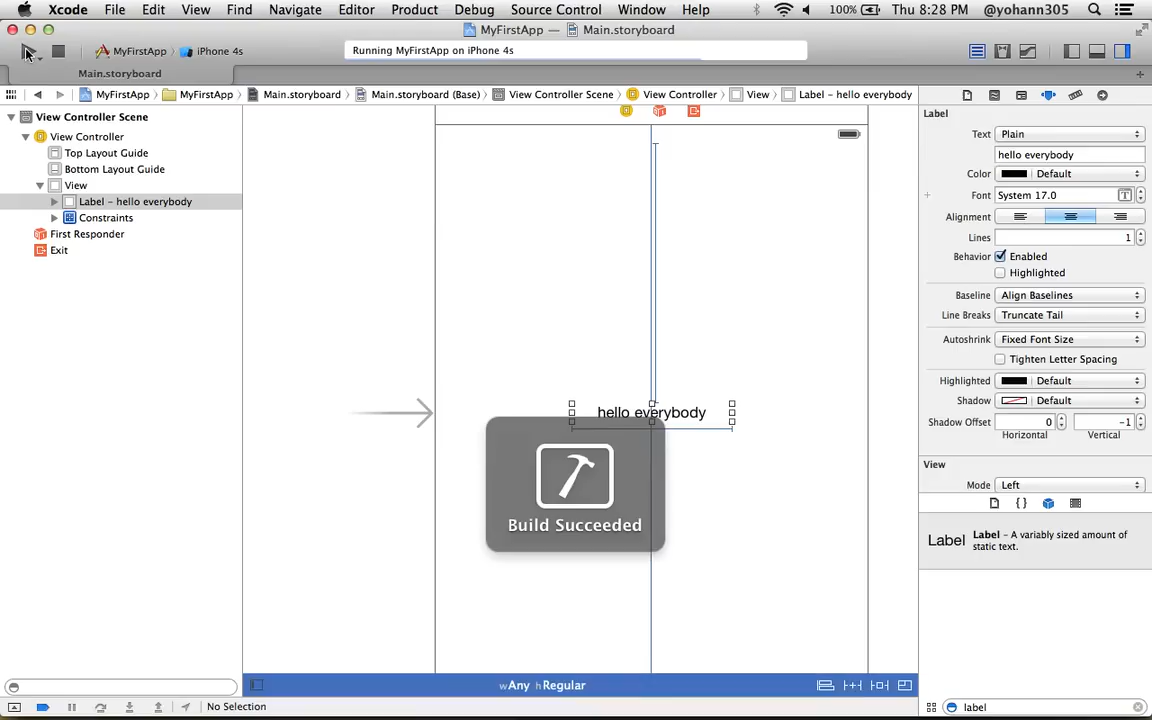 Xcode File Edit View Find Navigate Editor Product Debug Source Control Window Help 100% Thu 8:28 PM @yohann305
MyFirstApp — Main.storyboard
MyFirstApp iPhone 4s
Running MyFirstApp on iPhone 4s
Main.storyboard
MyFirstApp MyFirstApp Main.storyboard Main.storyboard (Base) View Controller Scene View Controller View Label - hello everybody
View Controller Scene
View Controller
Top Layout Guide
Bottom Layout Guide
View
Label - hello everybody
Constraints
First Responder
Exit
hello everybody
Build Succeeded
wAny hRegular
No Selection
Label
Text Plain
hello everybody
Color Default
Font System 17.0 T
Alignment
Lines 1
Behavior Enabled
Highlighted
Baseline Align Baselines
Line Breaks Truncate Tail
Autoshrink Fixed Font Size
Tighten Letter Spacing
Highlighted Default
Shadow Default
Shadow Offset 0 -1
Horizontal Vertical
View
Mode Left
{ }
Label Label - A variably sized amount of
static text.
label